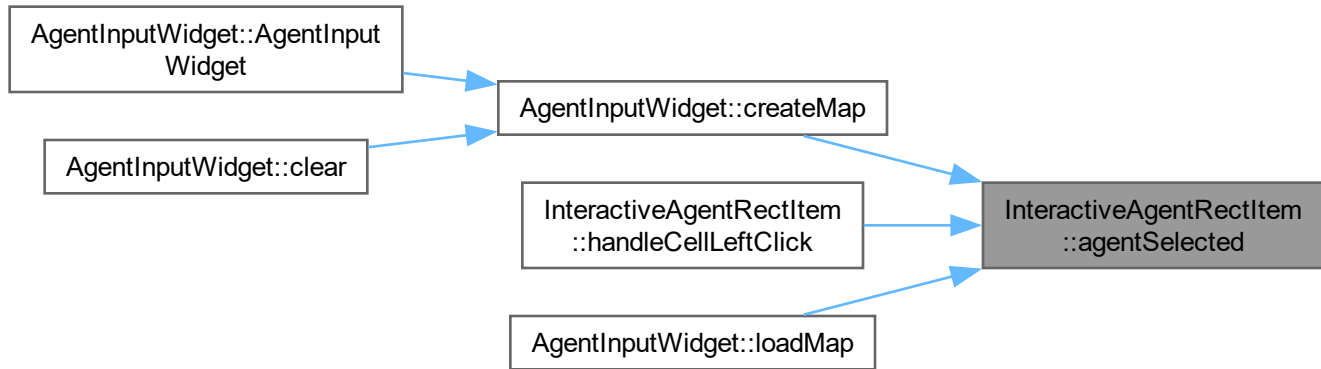 AgentInputWidget::AgentInput
Widget
AgentInputWidget::createMap
AgentInputWidget::clear
InteractiveAgentRectItem
::handleCellLeftClick
InteractiveAgentRectItem
::agentSelected
AgentInputWidget::loadMap